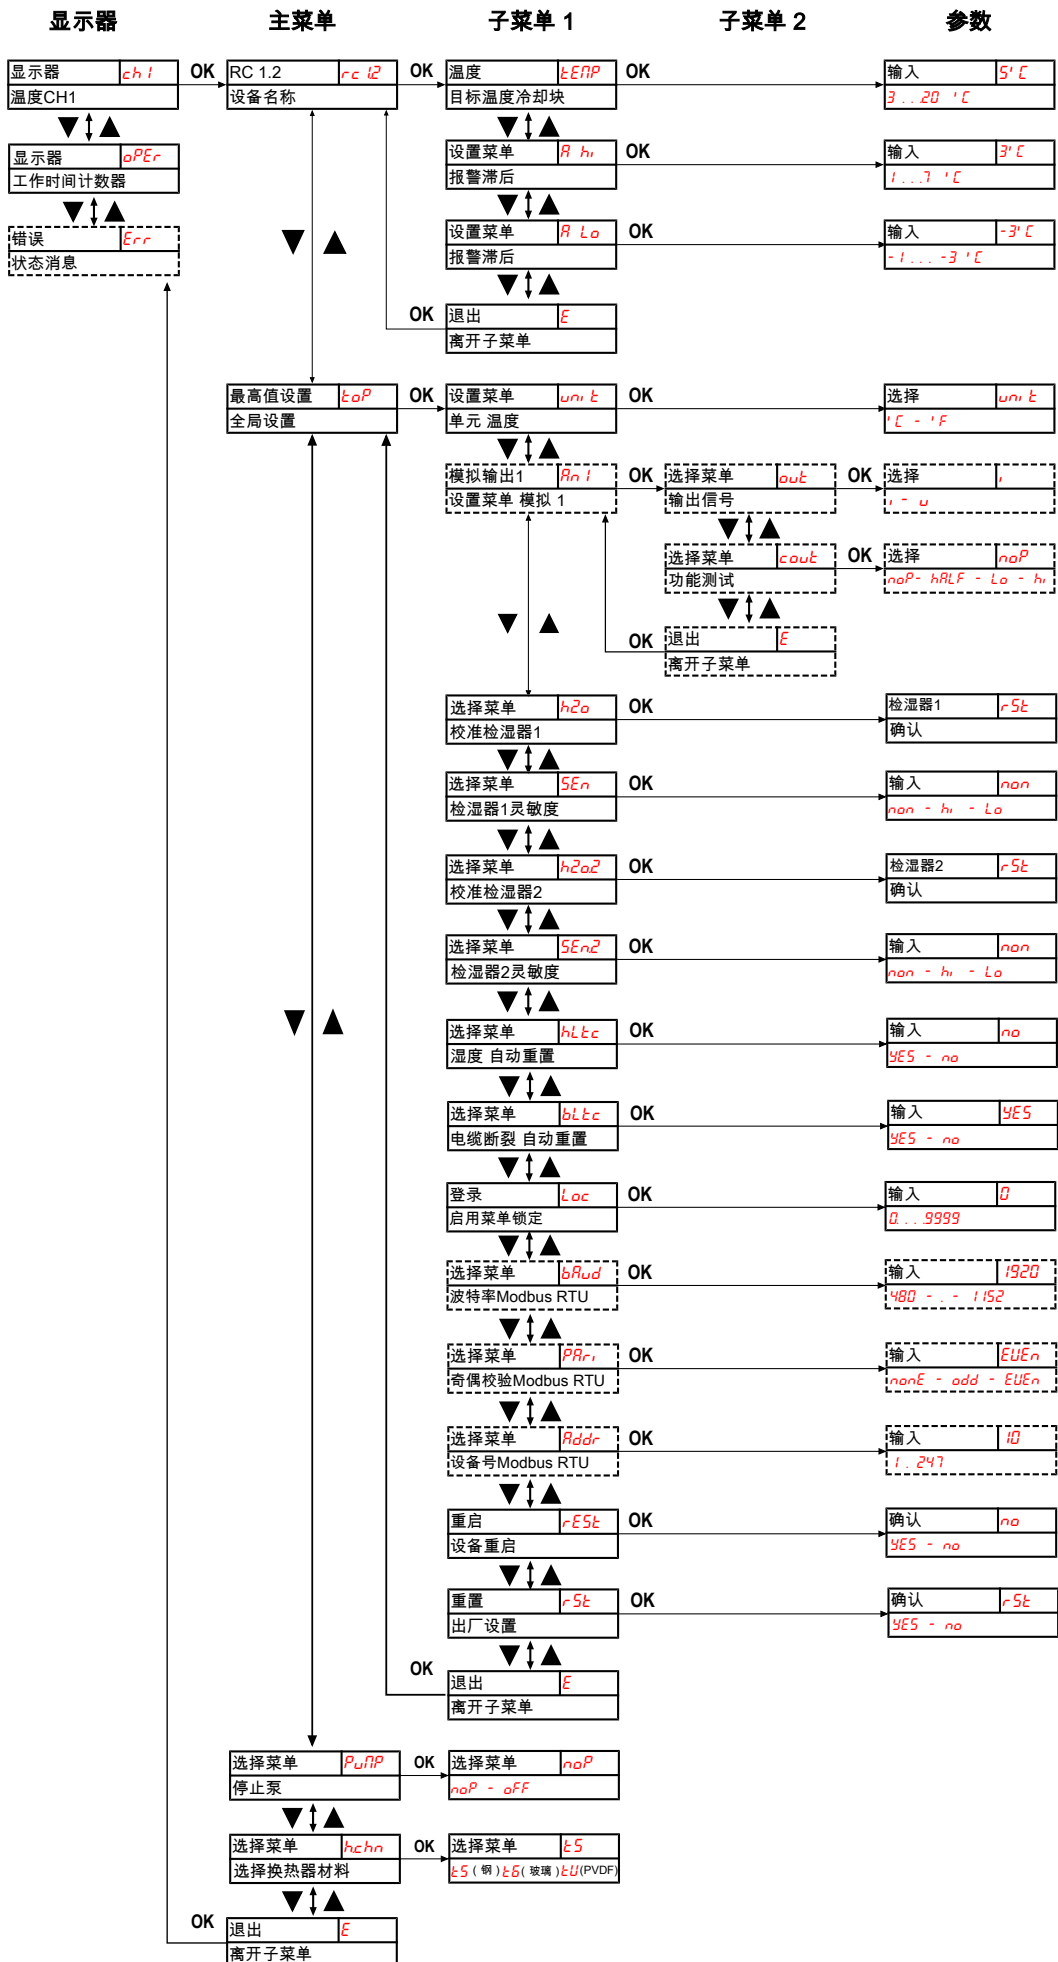 显示器 主菜单 子菜单 1 子菜单 2 参数
显示器 ch1 OK RC 1.2 rc1.2 OK 温度 tEMP OK 输入 5°C
温度CH1 设备名称 目标温度冷却块 3...20 °C
显示器 oPEr 设置菜单 A hi OK 输入 3°C
工作时间计数器 报警滞后 1...7 °C
错误 Err 设置菜单 A Lo OK 输入 -3°C
状态消息 报警滞后 -1...-3 °C
OK 退出 E
离开子菜单
最高值设置 toP OK 设置菜单 unit OK 选择 unit
全局设置 单元 温度 °C - °F
模拟输出1 An1 OK 选择菜单 out OK 选择 i
设置菜单 模拟 1 输出信号 i - u
选择菜单 cout OK 选择 noP
功能测试 noP- hALF - Lo - hi
OK 退出 E
离开子菜单
选择菜单 h2o OK 检湿器1 rSt
校准检湿器1 确认
选择菜单 SEn OK 输入 non
检湿器1灵敏度 non - hi - Lo
选择菜单 h2o.2 OK 检湿器2 rSt
校准检湿器2 确认
选择菜单 SEn.2 OK 输入 non
检湿器2灵敏度 non - hi - Lo
选择菜单 hLtc OK 输入 no
湿度 自动重置 YES - no
选择菜单 bLtc OK 输入 YES
电缆断裂 自动重置 YES - no
登录 Loc OK 输入 0
启用菜单锁定 0....9999
选择菜单 bAud OK 输入 1920
波特率Modbus RTU 480 - . - 1152
选择菜单 PAri OK 输入 EUEn
奇偶校验Modbus RTU nonE - odd - EUEn
选择菜单 Addr OK 输入 10
设备号Modbus RTU 1..247
重启 rESt OK 确认 no
设备重启 YES - no
重置 rSt OK 确认 rSt
出厂设置 YES - no
OK 退出 E
离开子菜单
选择菜单 PuMP OK 选择菜单 noP
停止泵 noP - oFF
选择菜单 h.chn OK 选择菜单 tS
选择换热器材料 tS ( 钢 ) tG ( 玻璃 ) tU (PVDF)
OK 退出 E
离开子菜单